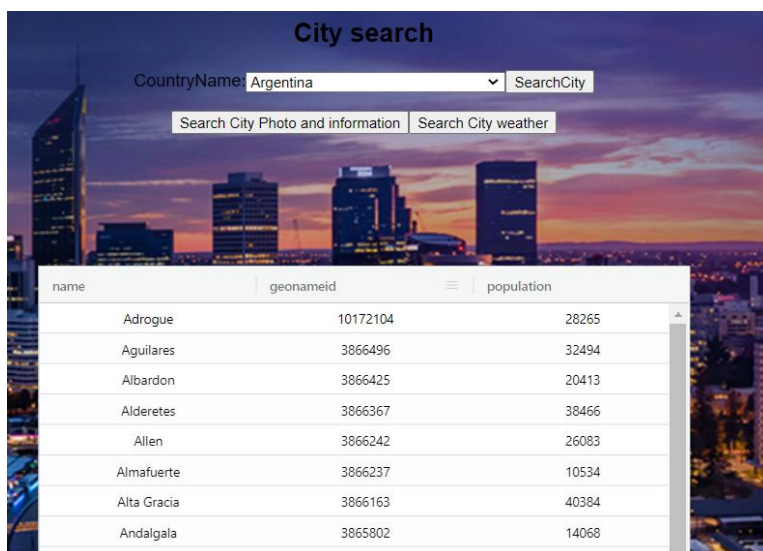 City search
CountryName: Argentina SearchCity
Search City Photo and information Search City weather
name geonameid population
Adrogue 10172104 28265
Aguilares 3866496 32494
Albardon 3866425 20413
Alderetes 3866367 38466
Allen 3866242 26083
Almafuerte 3866237 10534
Alta Gracia 3866163 40384
Andalgala 3865802 14068